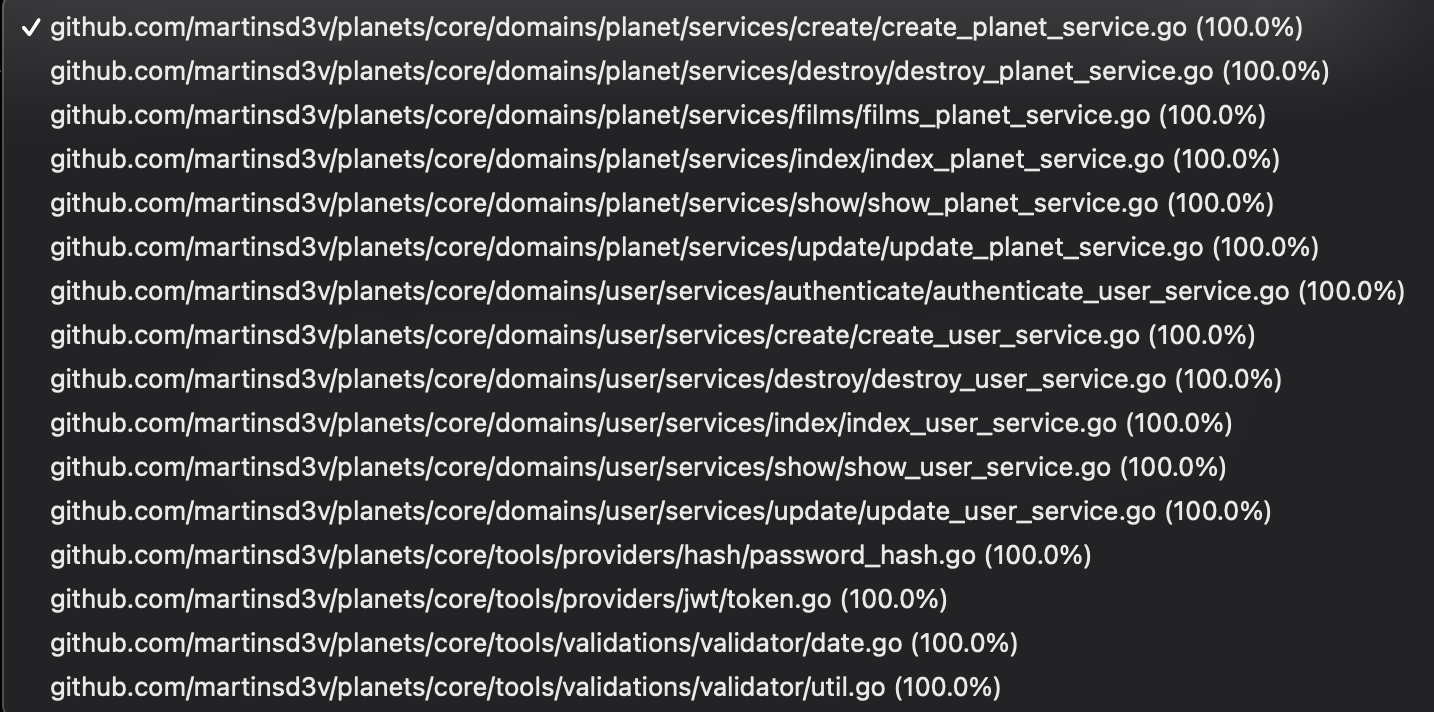 ✓ github.com/martinsd3v/planets/core/domains/planet/services/create/create_planet_service.go (100.0%)
github.com/martinsd3v/planets/core/domains/planet/services/destroy/destroy_planet_service.go (100.0%)
github.com/martinsd3v/planets/core/domains/planet/services/films/films_planet_service.go (100.0%)
github.com/martinsd3v/planets/core/domains/planet/services/index/index_planet_service.go (100.0%)
github.com/martinsd3v/planets/core/domains/planet/services/show/show_planet_service.go (100.0%)
github.com/martinsd3v/planets/core/domains/planet/services/update/update_planet_service.go (100.0%)
github.com/martinsd3v/planets/core/domains/user/services/authenticate/authenticate_user_service.go (100.0%)
github.com/martinsd3v/planets/core/domains/user/services/create/create_user_service.go (100.0%)
github.com/martinsd3v/planets/core/domains/user/services/destroy/destroy_user_service.go (100.0%)
github.com/martinsd3v/planets/core/domains/user/services/index/index_user_service.go (100.0%)
github.com/martinsd3v/planets/core/domains/user/services/show/show_user_service.go (100.0%)
github.com/martinsd3v/planets/core/domains/user/services/update/update_user_service.go (100.0%)
github.com/martinsd3v/planets/core/tools/providers/hash/password_hash.go (100.0%)
github.com/martinsd3v/planets/core/tools/providers/jwt/token.go (100.0%)
github.com/martinsd3v/planets/core/tools/validations/validator/date.go (100.0%)
github.com/martinsd3v/planets/core/tools/validations/validator/util.go (100.0%)